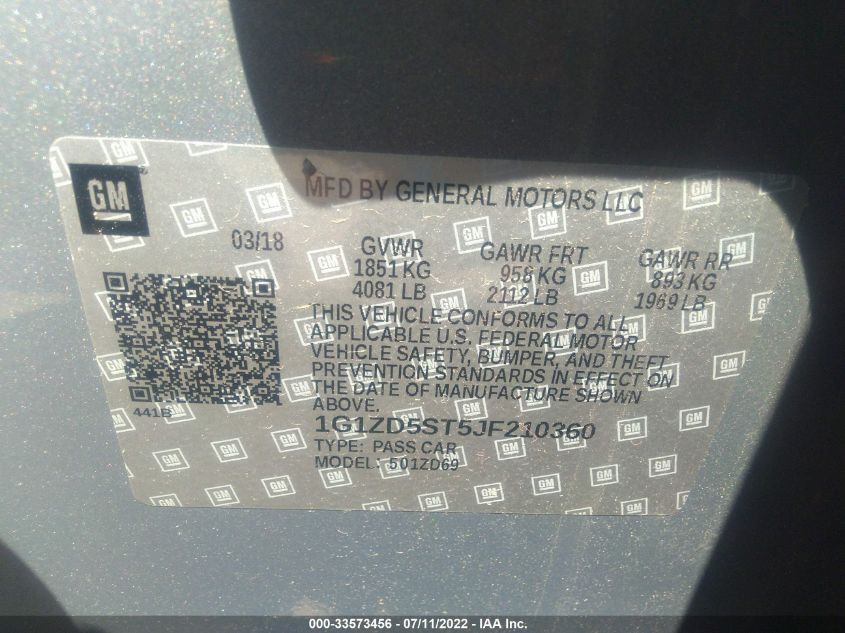 GM
MFD BY GENERAL MOTORS LLC
03/18
GVWR GAWR FRT GAWR RR
1851 KG 958 KG 893 KG
4081 LB 2112 LB 1969 LB
THIS VEHICLE CONFORMS TO ALL
APPLICABLE U.S. FEDERAL MOTOR
VEHICLE SAFETY, BUMPER, AND THEFT
PREVENTION STANDARDS IN EFFECT ON
THE DATE OF MANUFACTURE SHOWN
ABOVE.
441B
1G1ZD5ST5JF210360
TYPE: PASS CAR
MODEL: 501ZD69
000-33573456 - 07/11/2022 - IAA Inc.